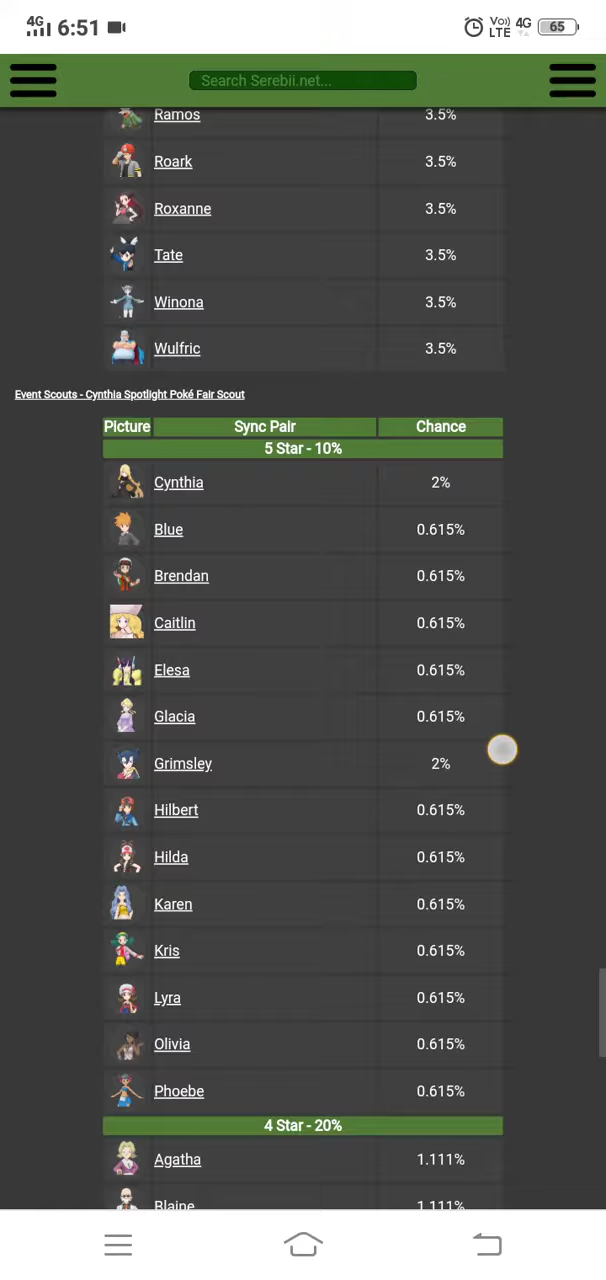 4G 6:51 Vo)) LTE 4G 65
Search Serebii.net...
Ramos 3.5%
Roark 3.5%
Roxanne 3.5%
Tate 3.5%
Winona 3.5%
Wulfric 3.5%
Event Scouts - Cynthia Spotlight Poké Fair Scout
Picture Sync Pair Chance
5 Star - 10%
Cynthia 2%
Blue 0.615%
Brendan 0.615%
Caitlin 0.615%
Elesa 0.615%
Glacia 0.615%
Grimsley 2%
Hilbert 0.615%
Hilda 0.615%
Karen 0.615%
Kris 0.615%
Lyra 0.615%
Olivia 0.615%
Phoebe 0.615%
4 Star - 20%
Agatha 1.111%
Blaine 1.111%